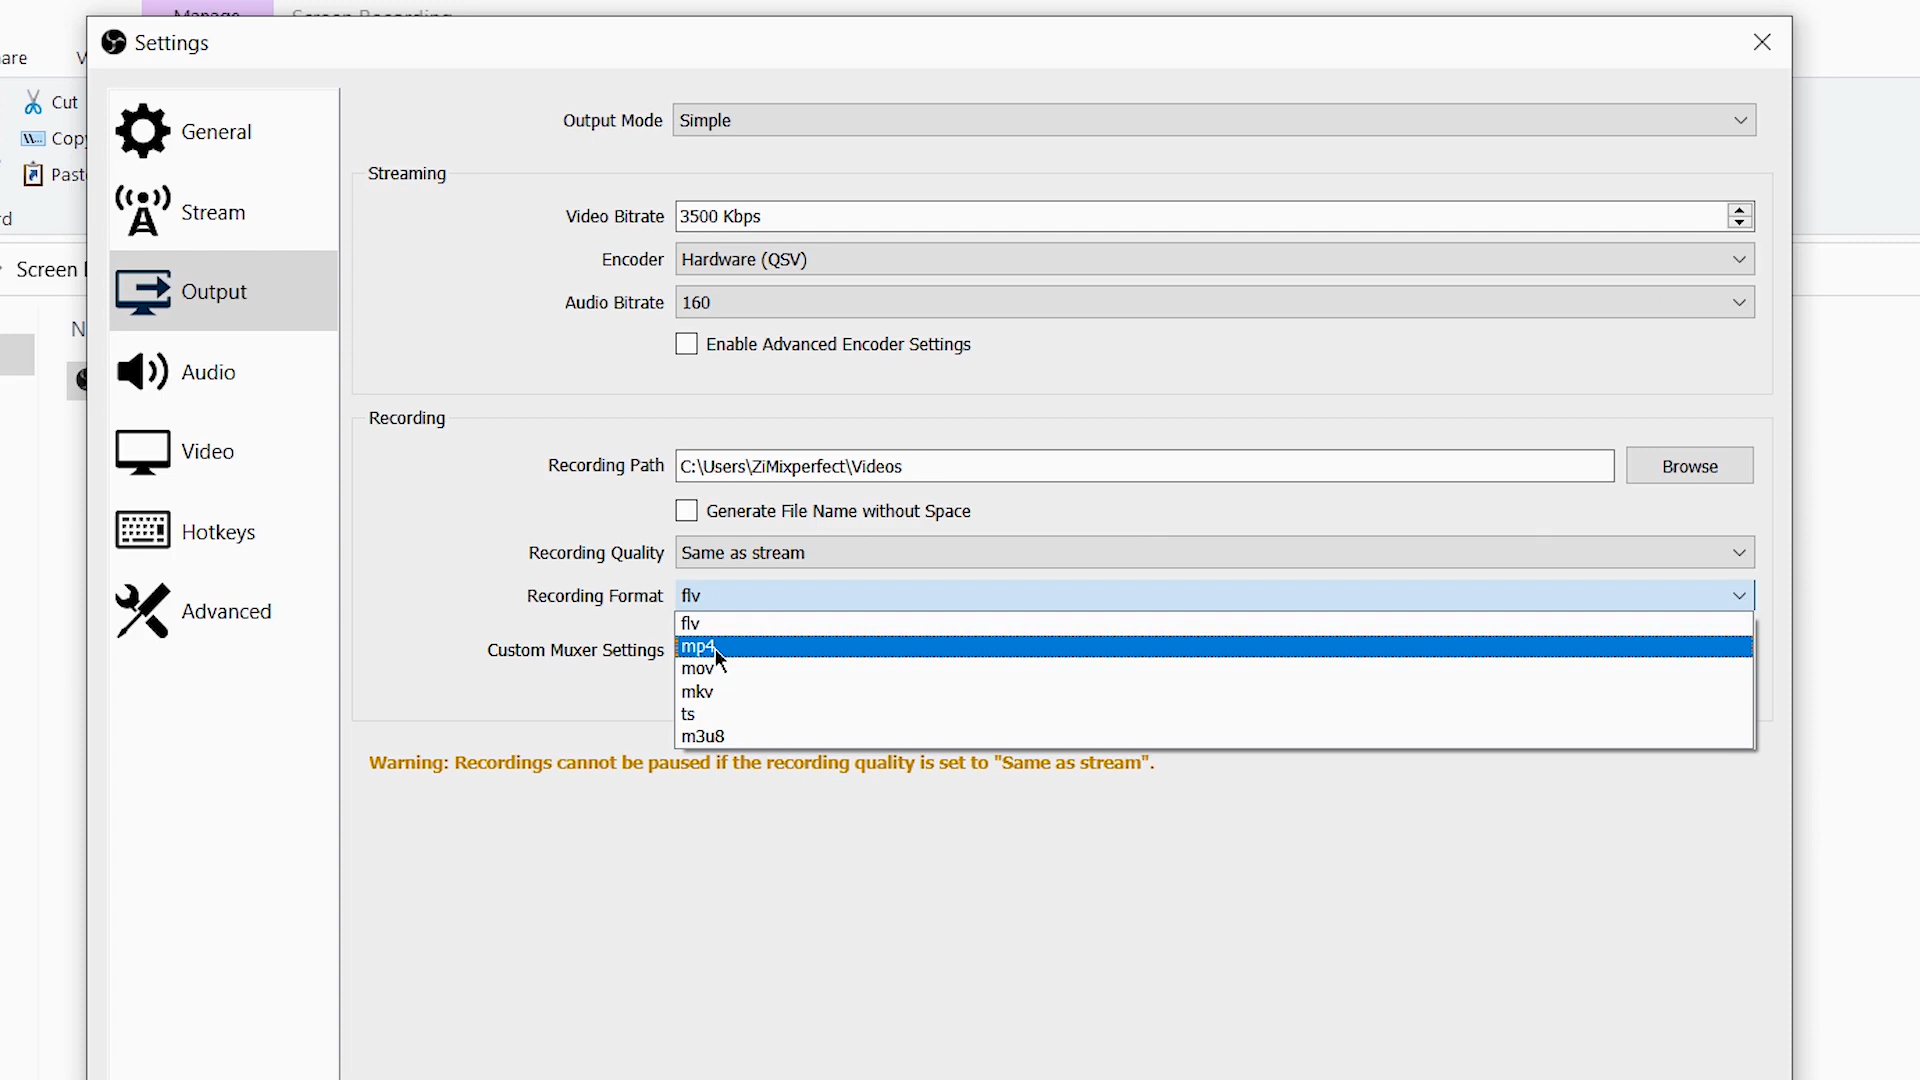 Manage Screen Recording
Settings
Cut
Output Mode Simple
General
Streaming
Stream
Video Bitrate 3500 Kbps
Encoder Hardware (QSV)
Screen
Output
Audio Bitrate 160
Enable Advanced Encoder Settings
Audio
Recording
Video
Recording Path C:\Users\ZiMixperfect\Videos Browse
Generate File Name without Space
Hotkeys
Recording Quality Same as stream
Recording Format flv
Advanced
flv
Custom Muxer Settings mp4
mov
mkv
ts
m3u8
Warning: Recordings cannot be paused if the recording quality is set to "Same as stream".